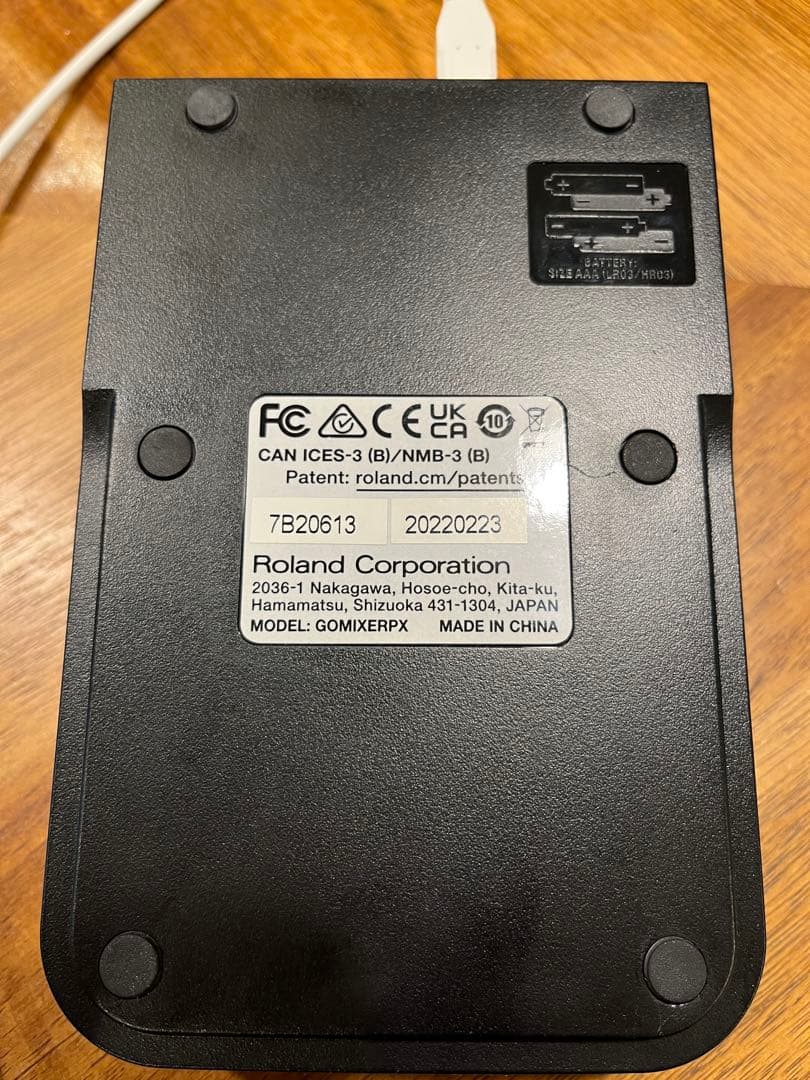 BATTERY:
SIZE AAA (LR03/HR03)
FC CE UK CA 10
CAN ICES-3 (B)/NMB-3 (B)
Patent: roland.cm/patents
7B20613 20220223
Roland Corporation
2036-1 Nakagawa, Hosoe-cho, Kita-ku,
Hamamatsu, Shizuoka 431-1304, JAPAN
MODEL: GOMIXERPX MADE IN CHINA